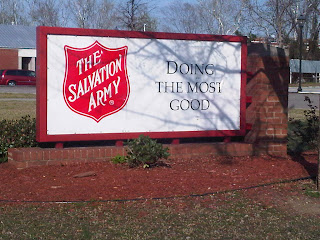 THE
SALVATION
ARMY
®
DOING
THE MOST
GOOD